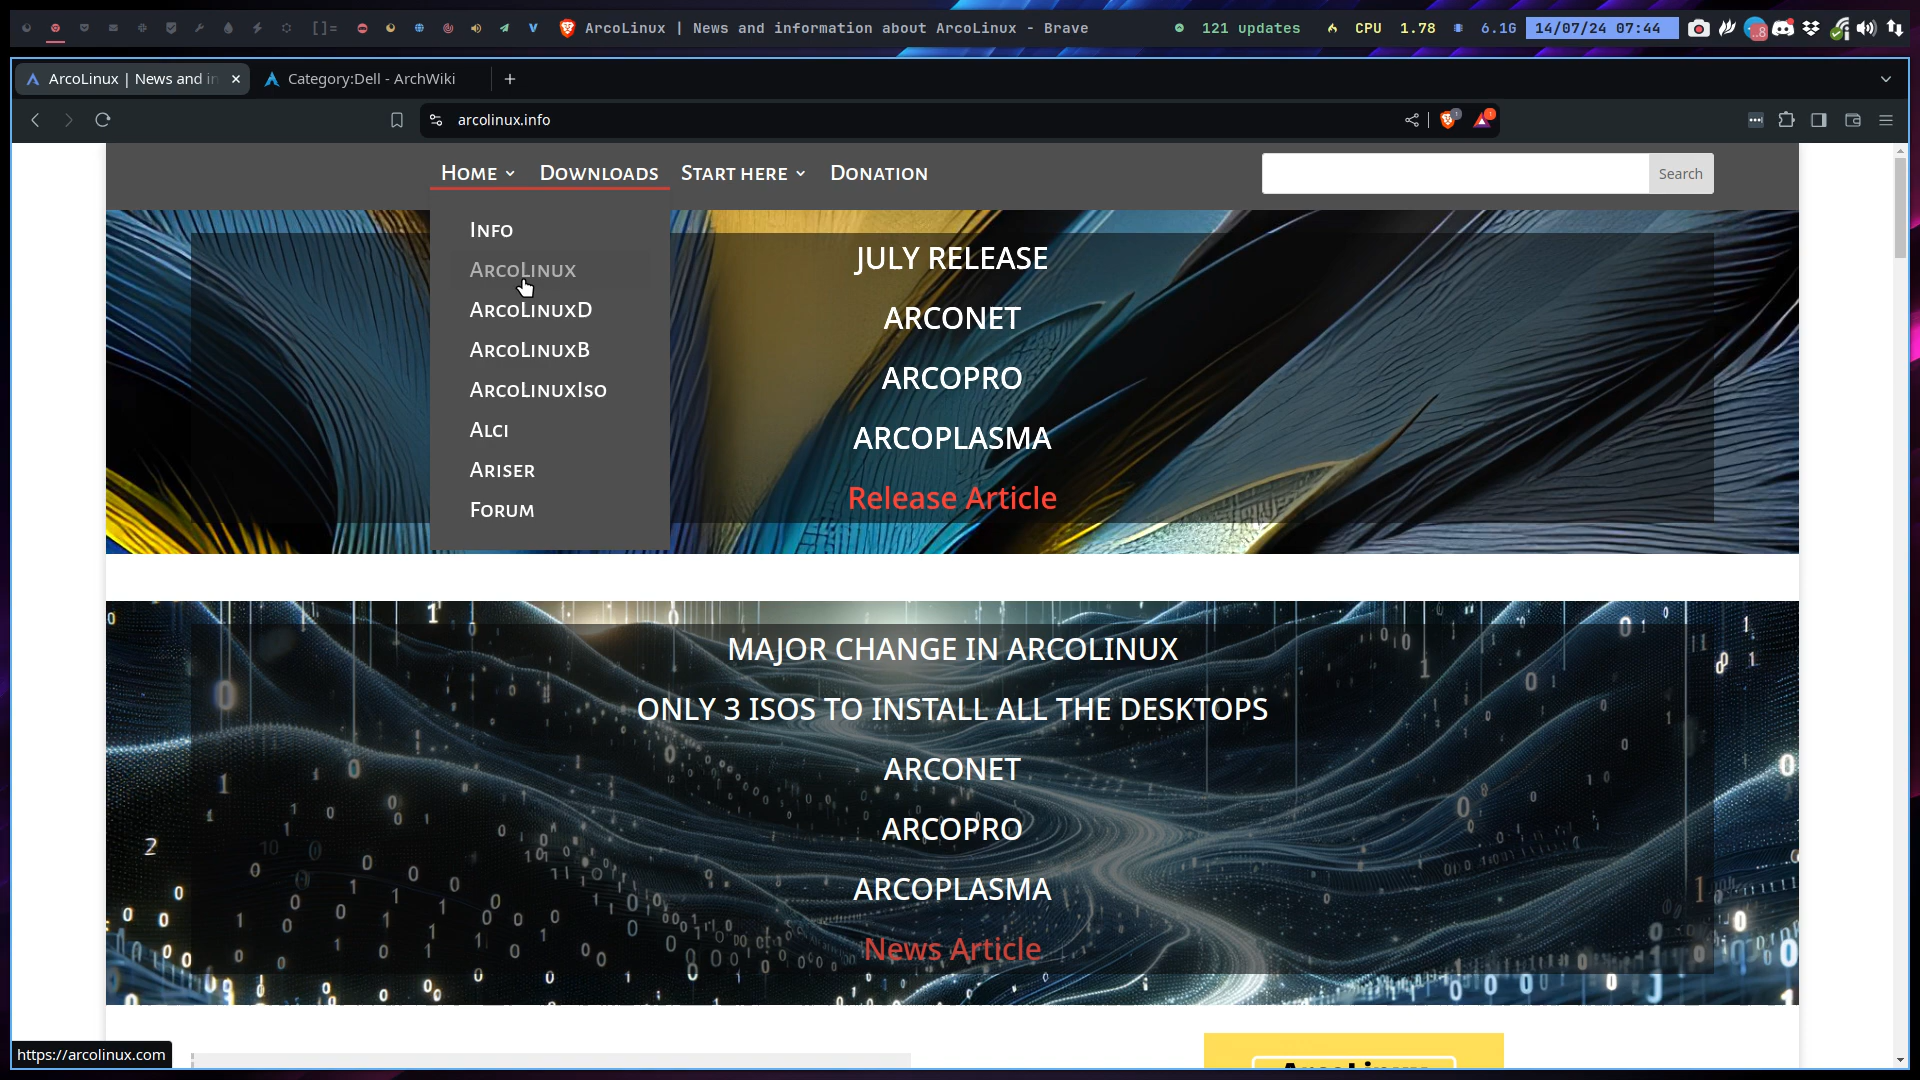 []=
ArcoLinux | News and information about ArcoLinux - Brave
121 updates
CPU 1.78
6.1G
14/07/24 07:44
ArcoLinux | News and in
Category:Dell - ArchWiki
arcolinux.info
Home
Downloads
Start here
Donation
Search
Info
ArcoLinux
ArcoLinuxD
ArcoLinuxB
ArcoLinuxIso
Alci
Ariser
Forum
JULY RELEASE
ARCONET
ARCOPRO
ARCOPLASMA
Release Article
MAJOR CHANGE IN ARCOLINUX
ONLY 3 ISOS TO INSTALL ALL THE DESKTOPS
ARCONET
ARCOPRO
ARCOPLASMA
News Article
https://arcolinux.com